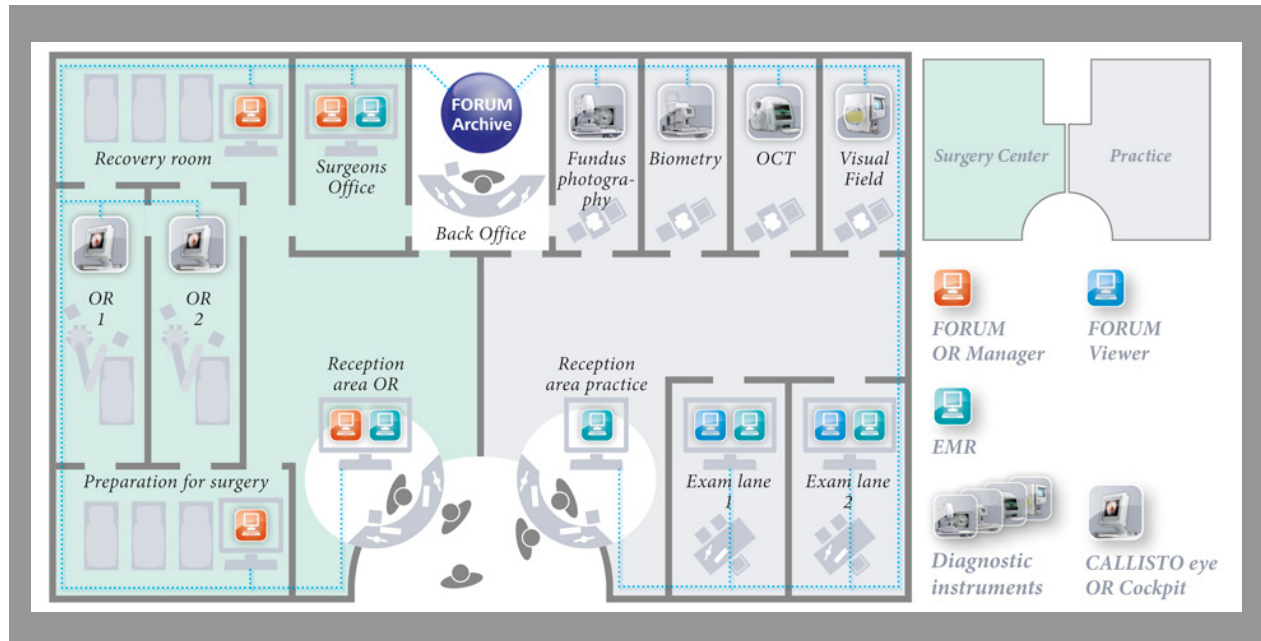 FORUM
Archive
Recovery room
Surgeons
Office
Back Office
Fundus
photogra-
phy
Biometry
OCT
Visual
Field
OR
1
OR
2
Reception
area OR
Reception
area practice
Preparation for surgery
Exam lane
1
Exam lane
2
Surgery Center
Practice
FORUM
OR Manager
FORUM
Viewer
EMR
Diagnostic
instruments
CALLISTO eye
OR Cockpit